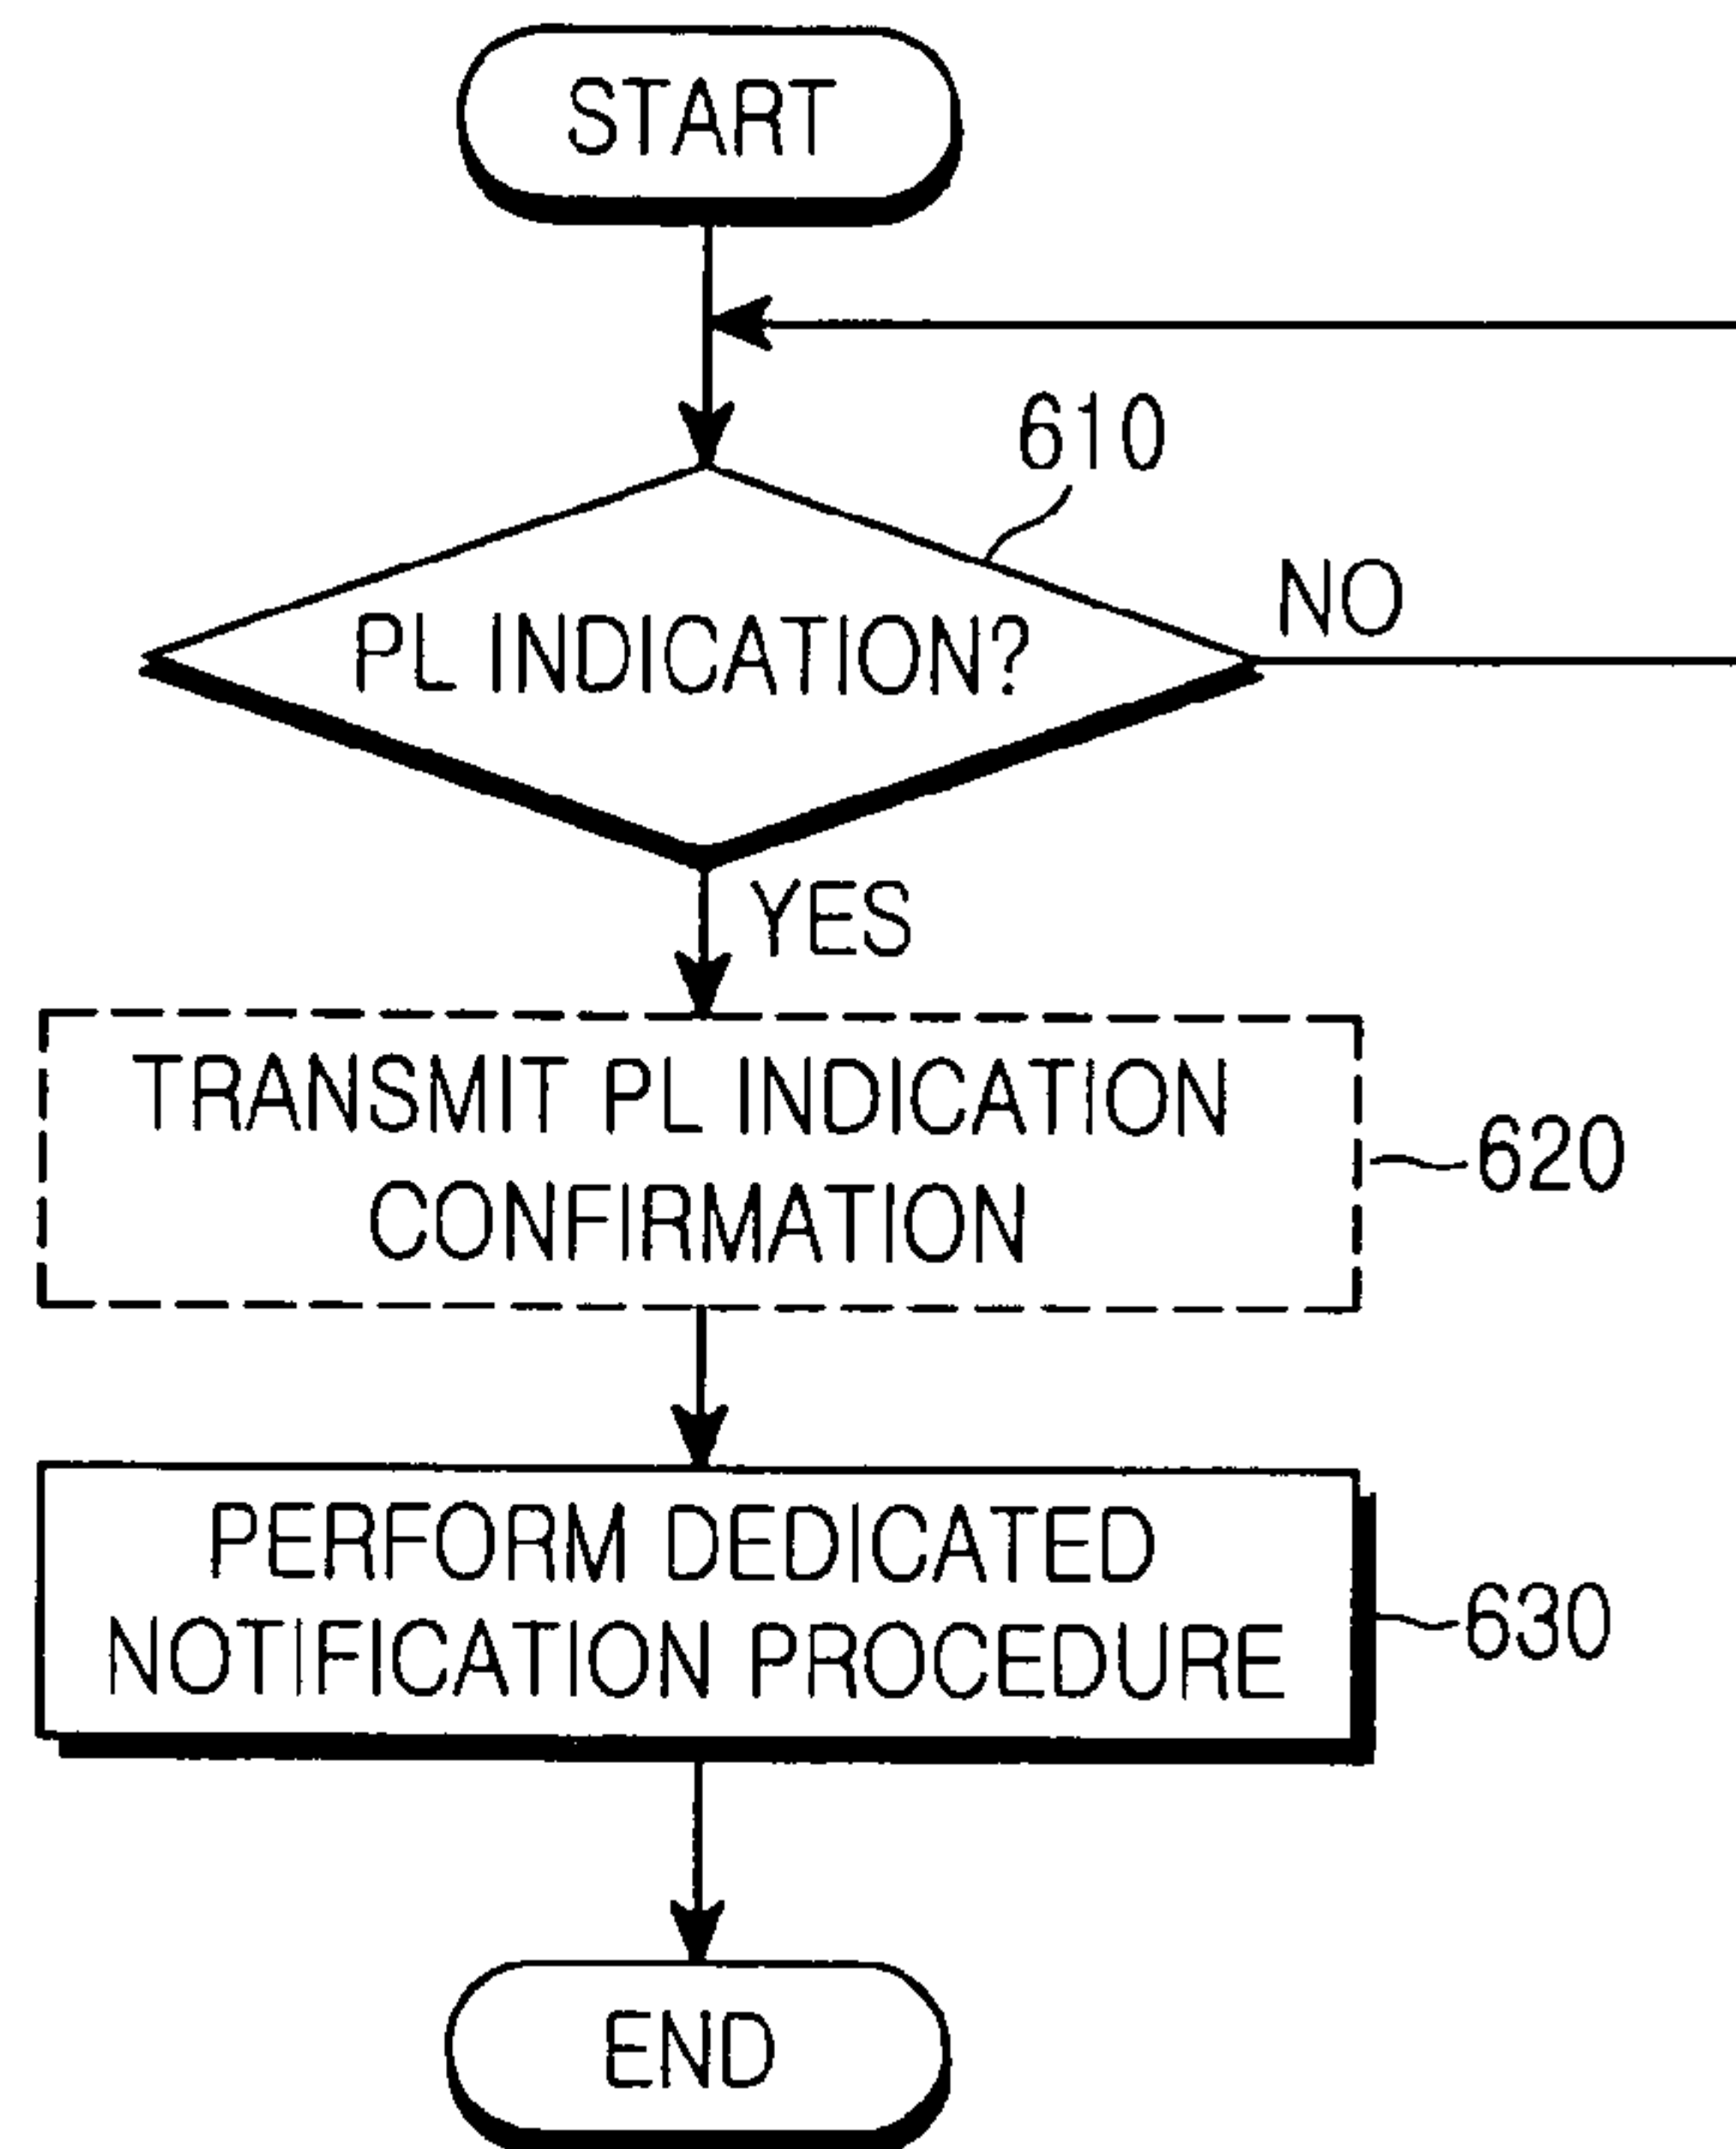 START
610
PL INDICATION?
NO
YES
TRANSMIT PL INDICATION
CONFIRMATION
620
PERFORM DEDICATED
NOTIFICATION PROCEDURE
630
END